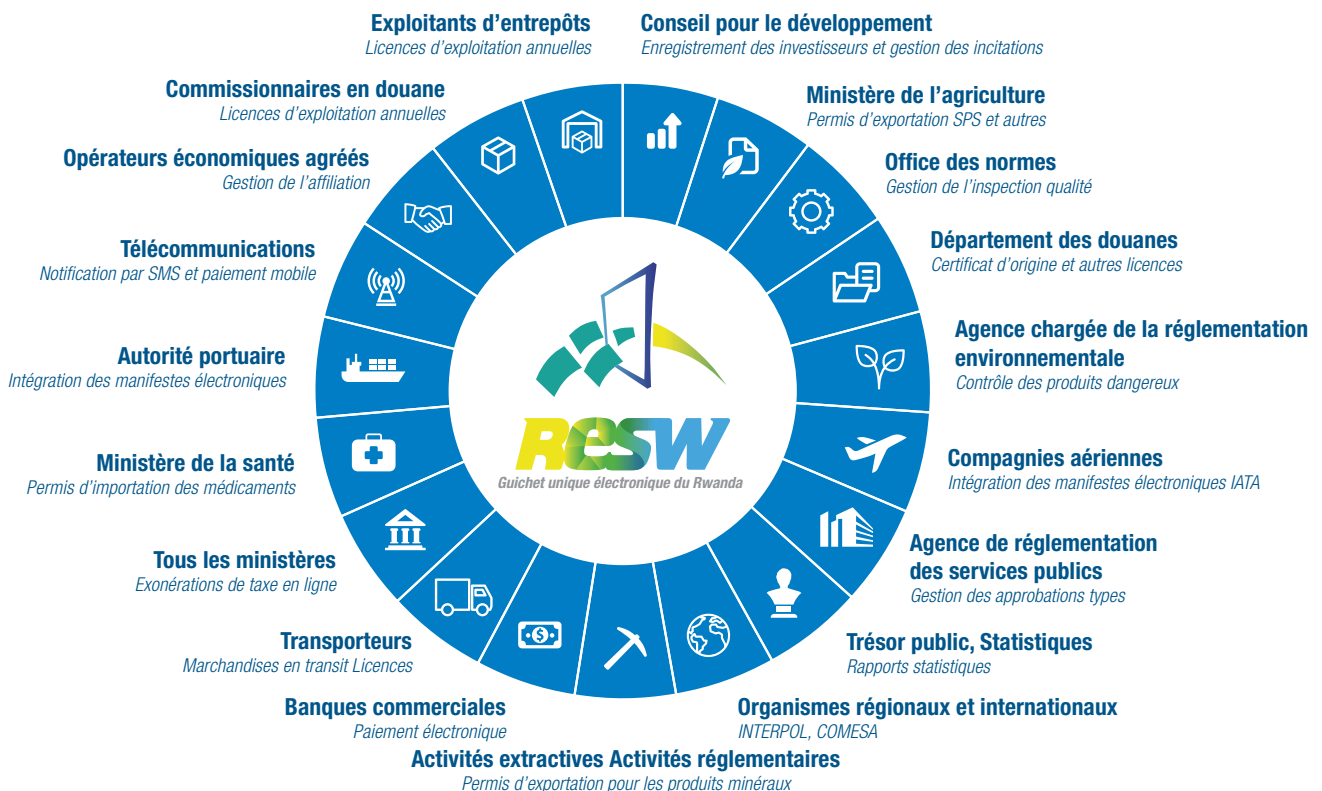 Exploitants d'entrepôts
Licences d'exploitation annuelles
Conseil pour le développement
Enregistrement des investisseurs et gestion des incitations
Commissionnaires en douane
Licences d'exploitation annuelles
Ministère de l'agriculture
Permis d'exportation SPS et autres
Opérateurs économiques agréés
Gestion de l'affiliation
Office des normes
Gestion de l'inspection qualité
Télécommunications
Notification par SMS et paiement mobile
Département des douanes
Certificat d'origine et autres licences
Autorité portuaire
Intégration des manifestes électroniques
Agence chargée de la réglementation
environnementale
Contrôle des produits dangereux
RESW
Guichet unique électronique du Rwanda
Ministère de la santé
Permis d'importation des médicaments
Compagnies aériennes
Intégration des manifestes électroniques IATA
Tous les ministères
Exonérations de taxe en ligne
Agence de réglementation
des services publics
Gestion des approbations types
Transporteurs
Marchandises en transit Licences
Trésor public, Statistiques
Rapports statistiques
Banques commerciales
Paiement électronique
Organismes régionaux et internationaux
INTERPOL, COMESA
Activités extractives Activités réglementaires
Permis d'exportation pour les produits minéraux